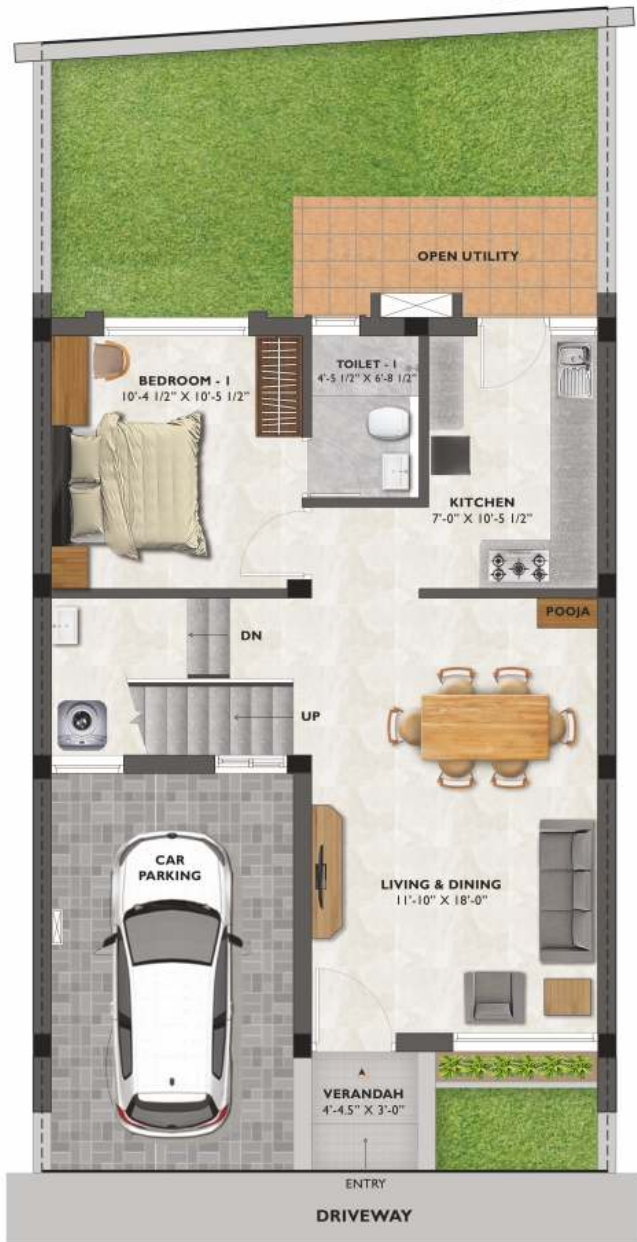 OPEN UTILITY
BEDROOM - 1
10'-4 1/2" X 10'-5 1/2"
TOILET - 1
4'-5 1/2" X 6'-8 1/2"
KITCHEN
7'-0" X 10'-5 1/2"
POOJA
DN
UP
CAR
PARKING
LIVING & DINING
11'-10" X 18'-0"
VERANDAH
4'-4.5" X 3'-0"
ENTRY
DRIVEWAY